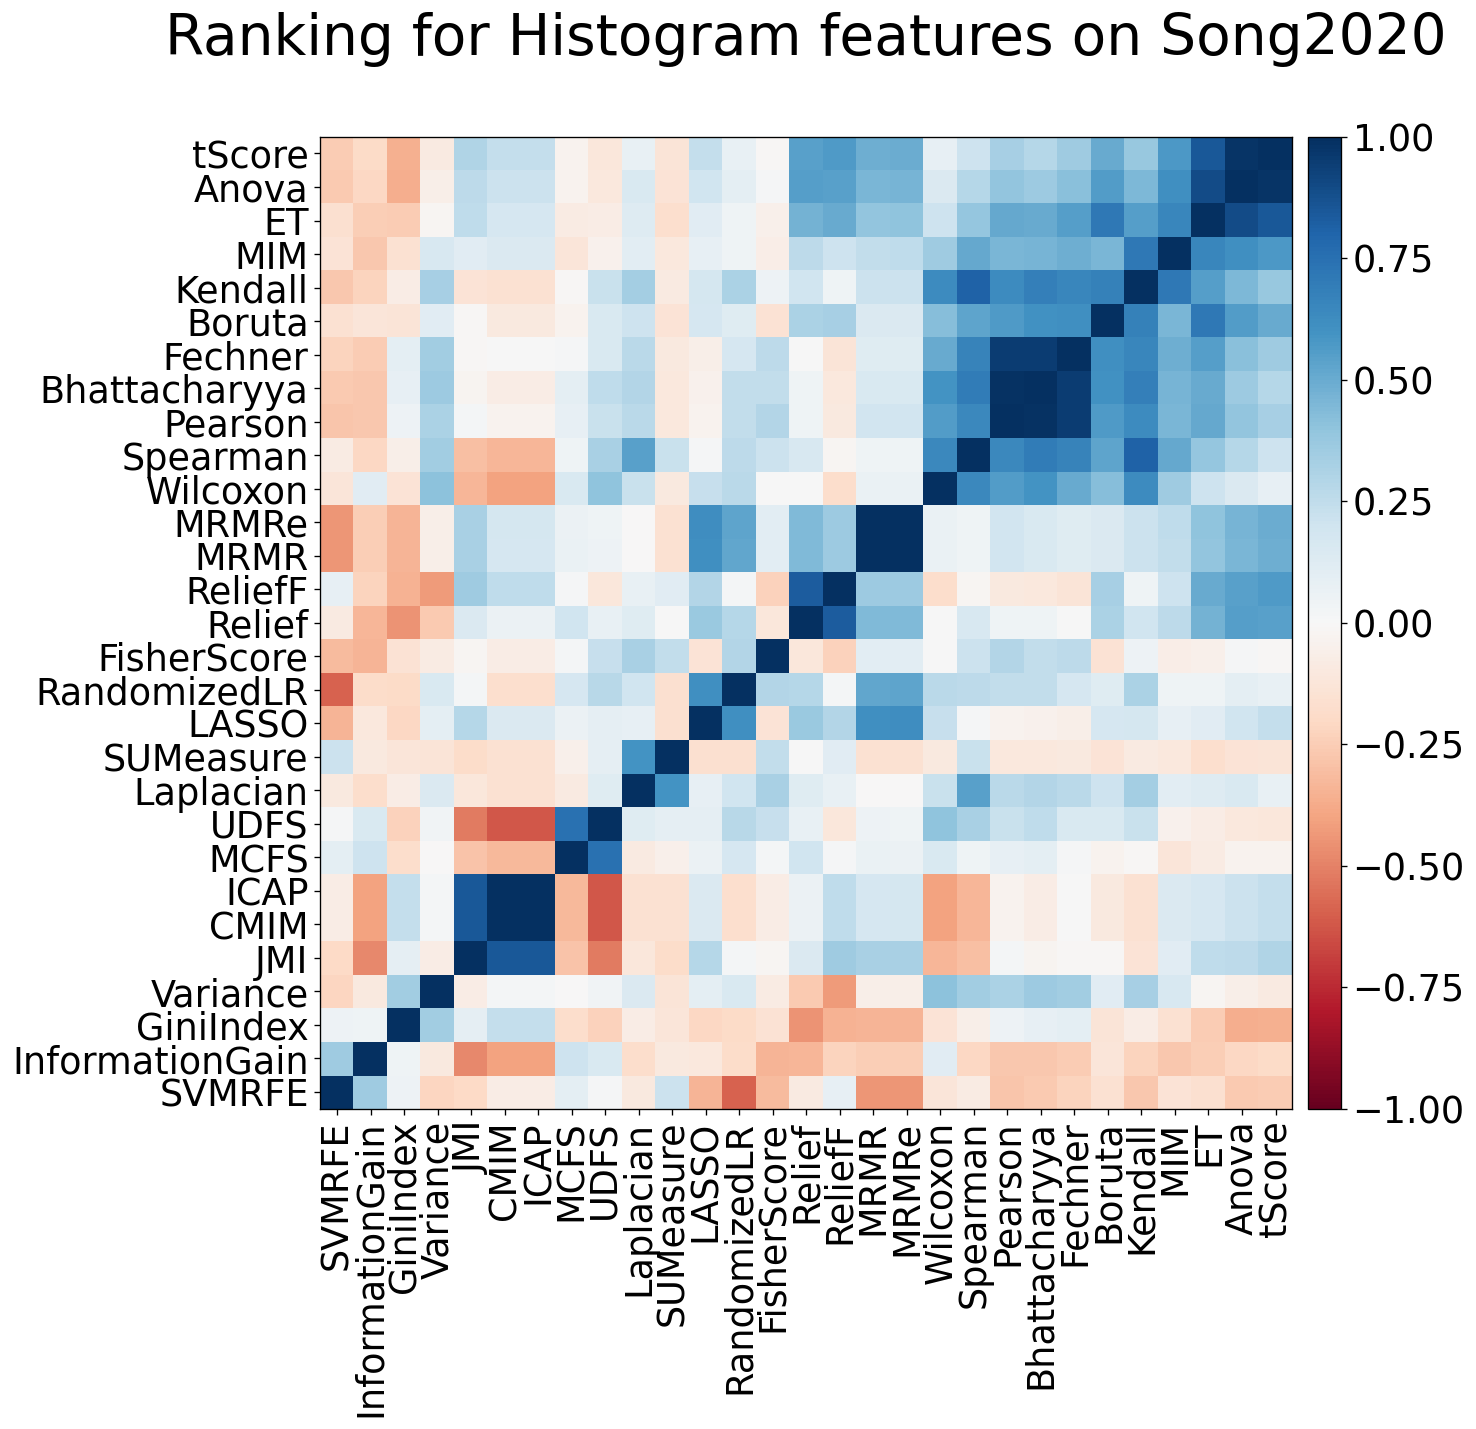 Ranking for Histogram features on Song2020
tScore
Anova
ET
MIM
Kendall
Boruta
Fechner
Bhattacharyya
Pearson
Spearman
Wilcoxon
MRMRe
MRMR
ReliefF
Relief
FisherScore
RandomizedLR
LASSO
SUMeasure
Laplacian
UDFS
MCFS
ICAP
CMIM
JMI
Variance
GiniIndex
InformationGain
SVMRFE
SVMRFE
InformationGain
GiniIndex
Variance
JMI
CMIM
ICAP
MCFS
UDFS
Laplacian
SUMeasure
LASSO
RandomizedLR
FisherScore
Relief
ReliefF
MRMR
MRMRe
Wilcoxon
Spearman
Pearson
Bhattacharyya
Fechner
Boruta
Kendall
MIM
ET
Anova
tScore
1.00
0.75
0.50
0.25
0.00
−0.25
−0.50
−0.75
−1.00